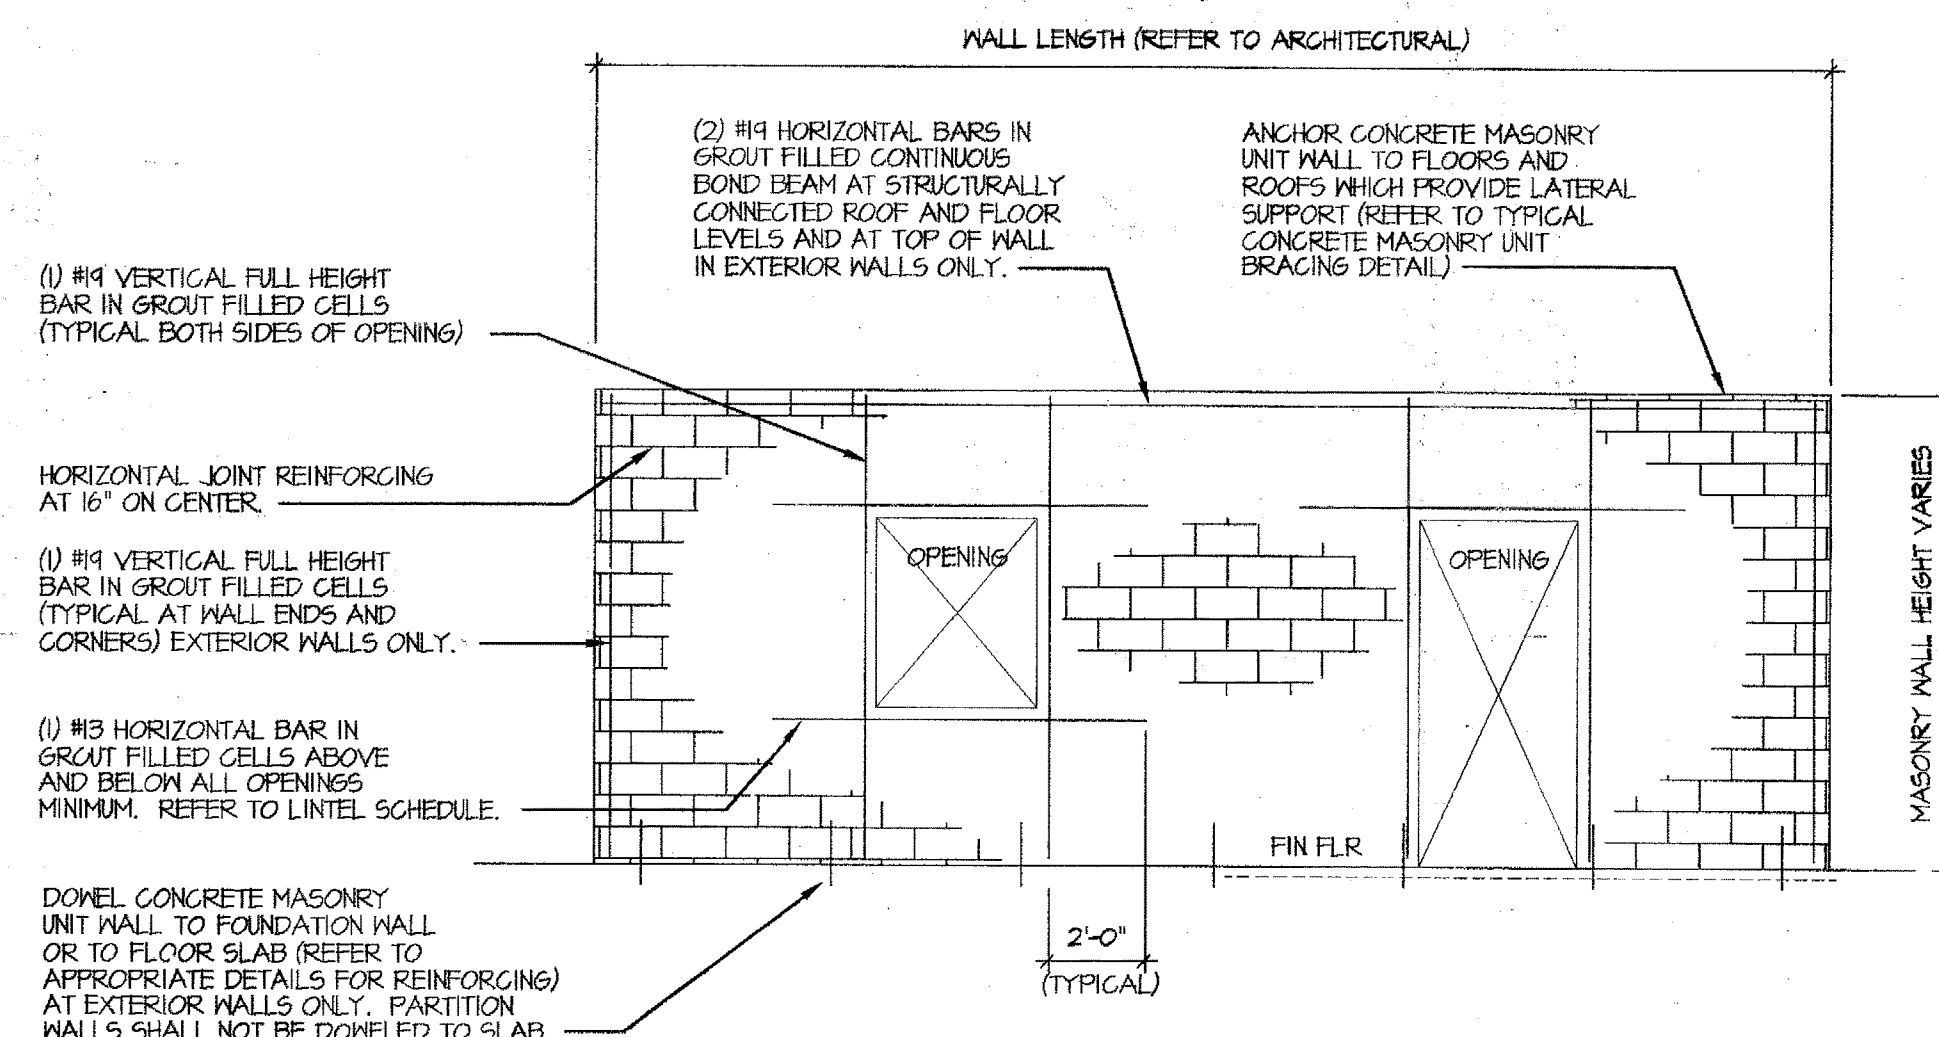 WALL LENGTH (REFER TO ARCHITECTURAL)
(2) #19 HORIZONTAL BARS IN
GROUT FILLED CONTINUOUS
BOND BEAM AT STRUCTURALLY
CONNECTED ROOF AND FLOOR
LEVELS AND AT TOP OF WALL
IN EXTERIOR WALLS ONLY.
ANCHOR CONCRETE MASONRY
UNIT WALL TO FLOORS AND
ROOFS WHICH PROVIDE LATERAL
SUPPORT (REFER TO TYPICAL
CONCRETE MASONRY UNIT
BRACING DETAIL)
(1) #19 VERTICAL FULL HEIGHT
BAR IN GROUT FILLED CELLS
(TYPICAL BOTH SIDES OF OPENING)
HORIZONTAL JOINT REINFORCING
AT 16" ON CENTER.
(1) #19 VERTICAL FULL HEIGHT
BAR IN GROUT FILLED CELLS
(TYPICAL AT WALL ENDS AND
CORNERS) EXTERIOR WALLS ONLY.
(1) #13 HORIZONTAL BAR IN
GROUT FILLED CELLS ABOVE
AND BELOW ALL OPENINGS
MINIMUM. REFER TO LINTEL SCHEDULE.
DOWEL CONCRETE MASONRY
UNIT WALL TO FOUNDATION WALL
OR TO FLOOR SLAB (REFER TO
APPROPRIATE DETAILS FOR REINFORCING)
AT EXTERIOR WALLS ONLY. PARTITION
WALLS SHALL NOT BE DOWELED TO SLAB
OPENING
OPENING
FIN FLR
2'-0"
(TYPICAL)
MASONRY WALL HEIGHT VARIES